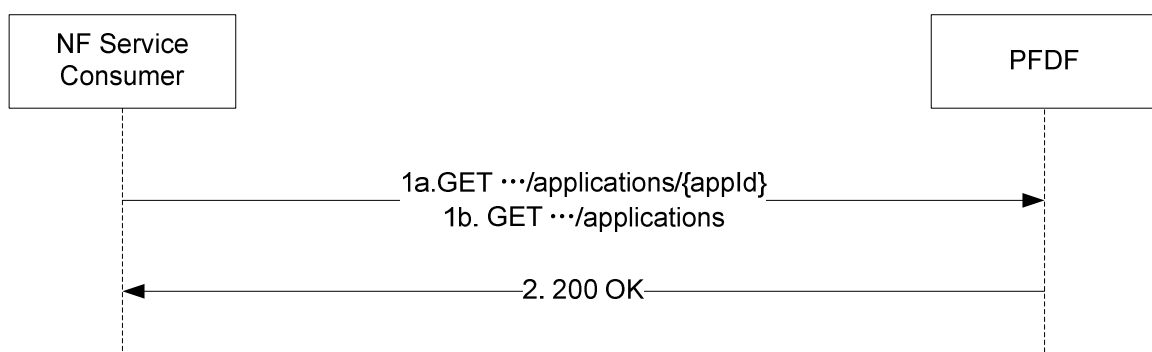 NF Service
Consumer
PFDF
1a.GET ···/applications/{appId}
1b. GET ···/applications
2. 200 OK